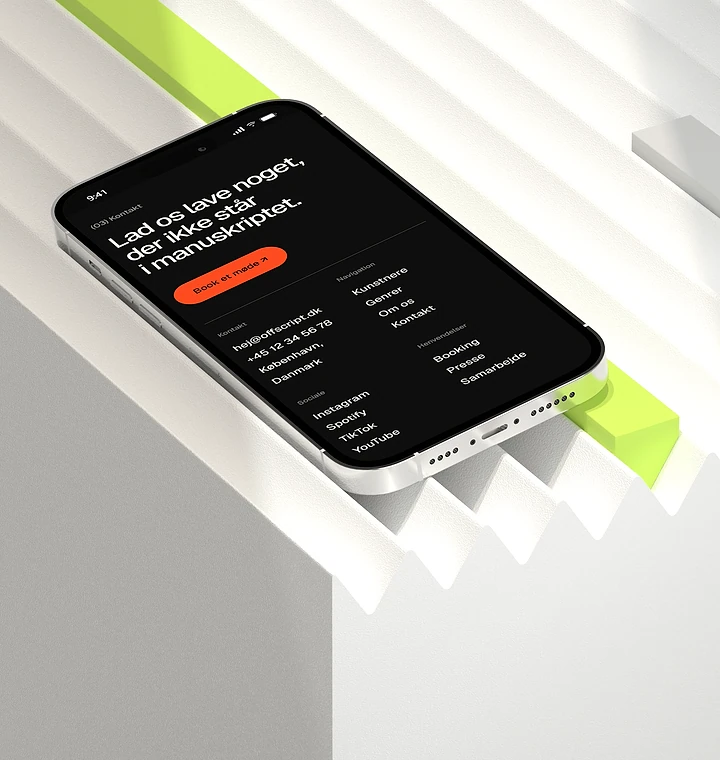 9:41
(03) Kontakt
Lad os lave noget,
der ikke står
i manuskriptet.
Book et møde ↗
Kontakt
hej@offscript.dk
+45 12 34 56 78
København,
Danmark
Navigation
Kunstnere
Genrer
Om os
Kontakt
Sociale
Instagram
Spotify
TikTok
YouTube
Henvendelser
Booking
Presse
Samarbejde